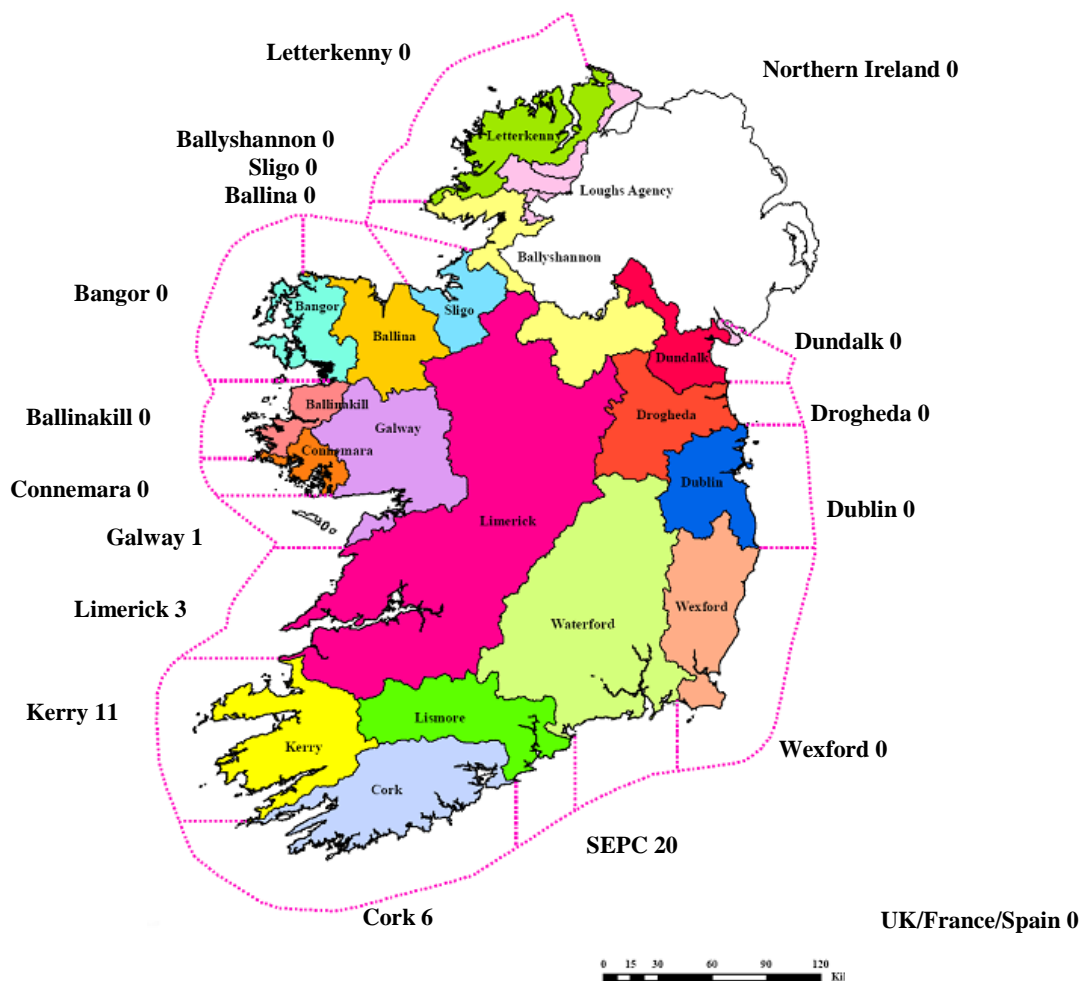 Letterkenny 0
Northern Ireland 0
Letterkenny
Ballyshannon 0
Sligo 0
Ballina 0
Loughs Agency
Ballyshannon
Bangor 0
Bangor
Sligo
Ballina
Dundalk 0
Dundalk
Ballinakill 0
Ballinakill
Galway
Drogheda
Drogheda 0
Connemara
Connemara 0
Dublin
Dublin 0
Galway 1
Limerick
Limerick 3
Wexford
Waterford
Kerry 11
Lismore
Kerry
Wexford 0
Cork
SEPC 20
Cork 6
UK/France/Spain 0
0 15 30 60 90 120
Kil